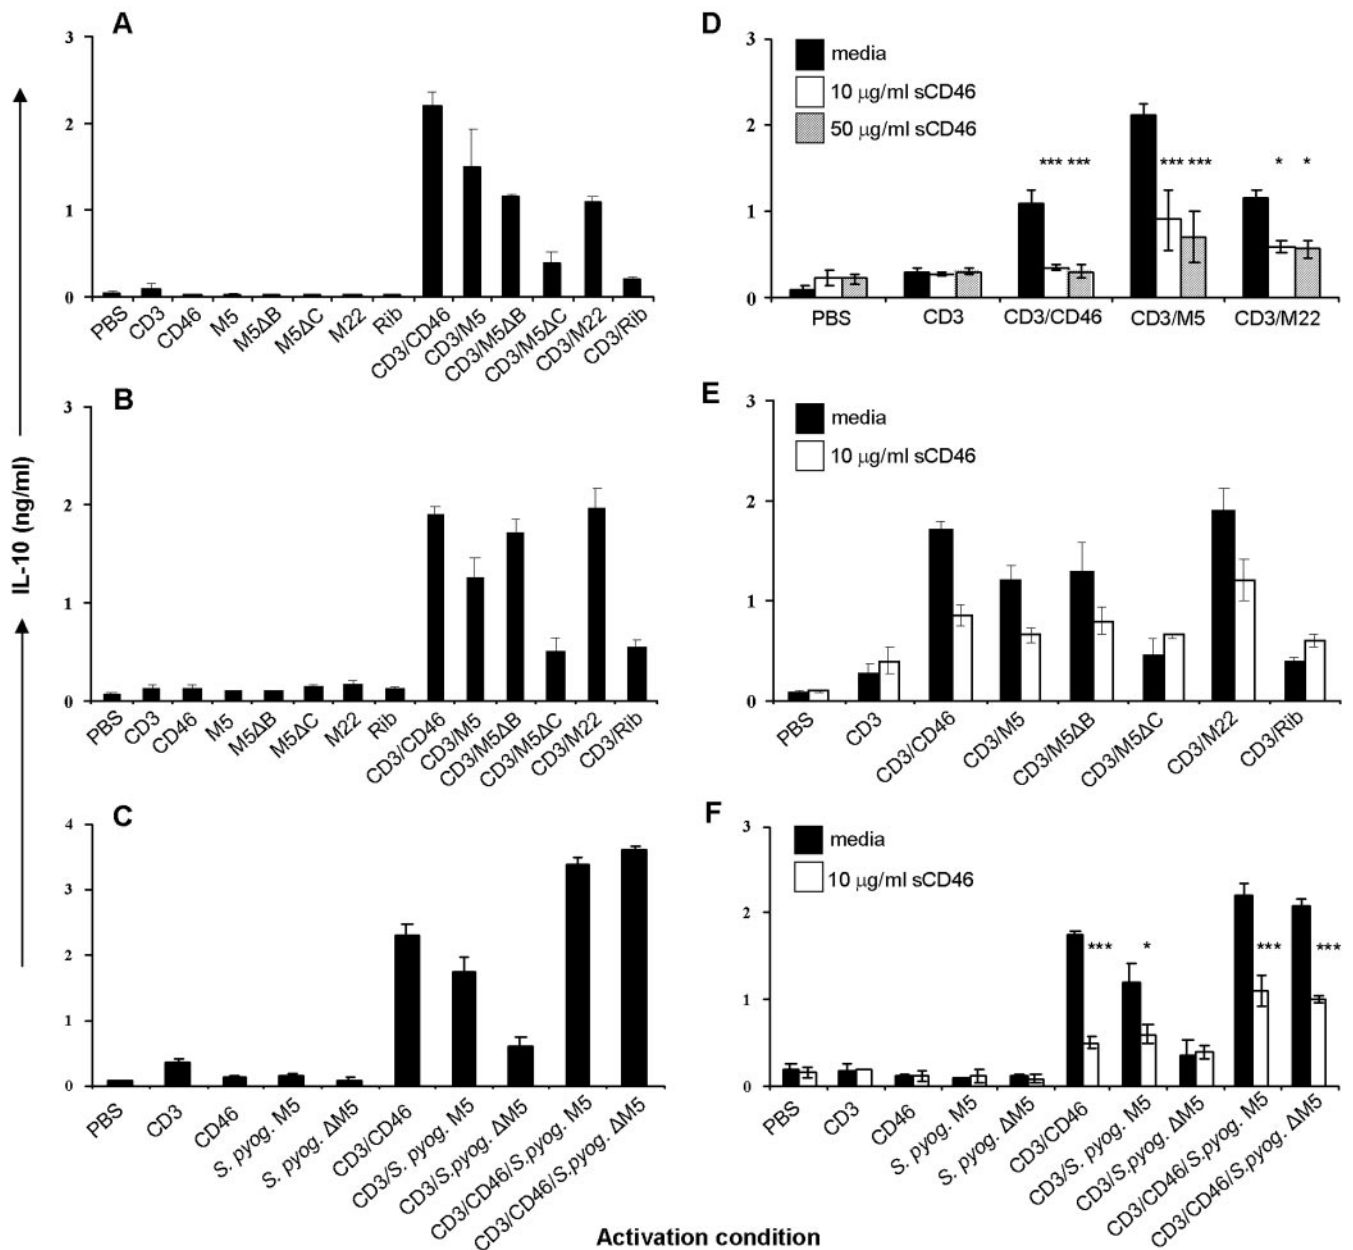 IL-10 (ng/ml)
A
3
2
1
0
PBS
CD3
CD46
M5
M5ΔB
M5ΔC
M22
Rib
CD3/CD46
CD3/M5
CD3/M5ΔB
CD3/M5ΔC
CD3/M22
CD3/Rib
B
3
2
1
0
PBS
CD3
CD46
M5
M5ΔB
M5ΔC
M22
Rib
CD3/CD46
CD3/M5
CD3/M5ΔB
CD3/M5ΔC
CD3/M22
CD3/Rib
C
4
3
2
1
0
PBS
CD3
CD46
S. pyog. M5
S. pyog. ΔM5
CD3/CD46
CD3/S. pyog. M5
CD3/S.pyog. ΔM5
CD3/CD46/S.pyog. M5
CD3/CD46/S.pyog. ΔM5
D
3
2
1
0
media
10 µg/ml sCD46
50 µg/ml sCD46
*** ***
*** ***
* *
PBS
CD3
CD3/CD46
CD3/M5
CD3/M22
E
3
2
1
0
media
10 µg/ml sCD46
PBS
CD3
CD3/CD46
CD3/M5
CD3/M5ΔB
CD3/M5ΔC
CD3/M22
CD3/Rib
F
3
2
1
0
media
10 µg/ml sCD46
***
*
***
***
PBS
CD3
CD46
S. pyog. M5
S. pyog. ΔM5
CD3/CD46
CD3/S. pyog. M5
CD3/S.pyog. ΔM5
CD3/CD46/S.pyog. M5
CD3/CD46/S.pyog. ΔM5
Activation condition